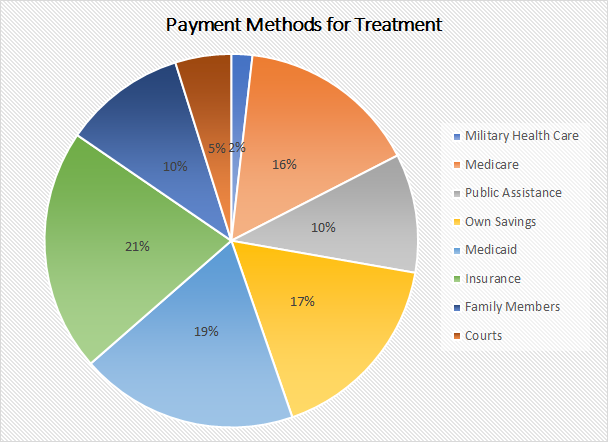 Payment Methods for Treatment
5%
2%
10%
16%
10%
21%
17%
19%
Military Health Care
Medicare
Public Assistance
Own Savings
Medicaid
Insurance
Family Members
Courts